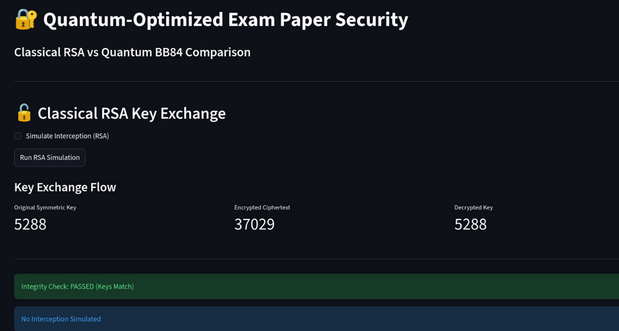 Quantum-Optimized Exam Paper Security
Classical RSA vs Quantum BB84 Comparison
Classical RSA Key Exchange
Simulate Interception (RSA)
Run RSA Simulation
Key Exchange Flow
Original Symmetric Key
Encrypted Ciphertext
Decrypted Key
5288
37029
5288
Integrity Check: PASSED (Keys Match)
No Interception Simulated